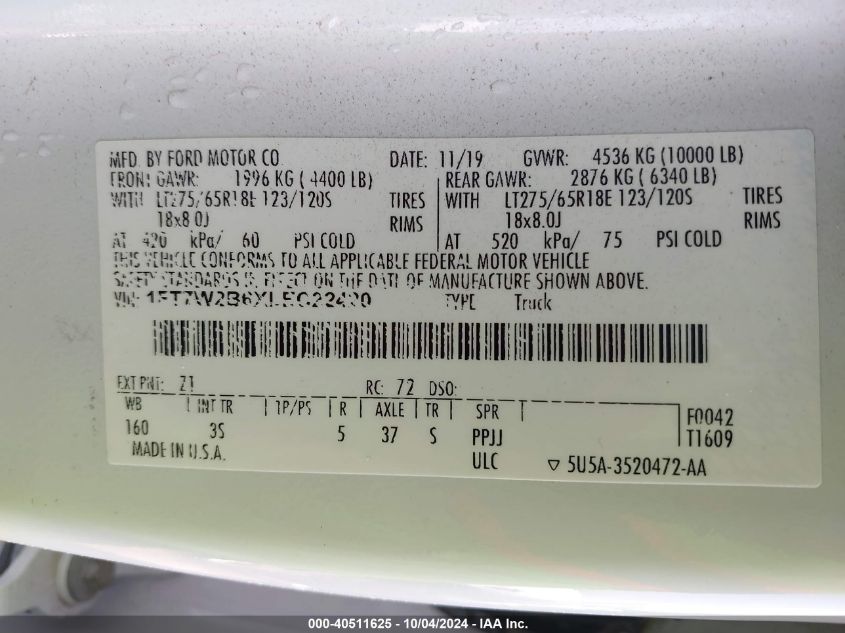 MFD. BY FORD MOTOR CO. DATE: 11/19 GVWR: 4536 KG (10000 LB)
FRONT GAWR: 1996 KG (4400 LB) REAR GAWR: 2876 KG (6340 LB)
WITH LT275/65R18E 123/120S TIRES WITH LT275/65R18E 123/120S TIRES
18x8.0J RIMS 18x8.0J RIMS
AT 420 kPa/ 60 PSI COLD AT 520 kPa/ 75 PSI COLD
THIS VEHICLE CONFORMS TO ALL APPLICABLE FEDERAL MOTOR VEHICLE
SAFETY STANDARDS IN EFFECT ON THE DATE OF MANUFACTURE SHOWN ABOVE.
VIN: TYPE Truck
EXT PNT: Z1 RC: 72 DSO:
WB INT TR TP/PS R AXLE TR SPR F0042
160 3S 5 37 S PPJJ T1609
MADE IN U.S.A. ULC ▽ 5U5A-3520472-AA
000-40511625 - 10/04/2024 - IAA Inc.